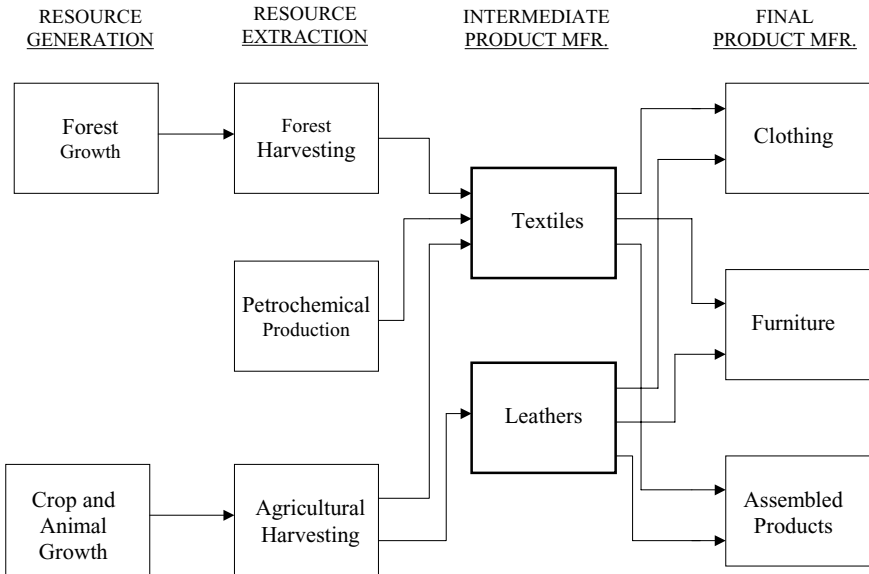 RESOURCE
GENERATION
RESOURCE
EXTRACTION
INTERMEDIATE
PRODUCT MFR.
FINAL
PRODUCT MFR.
Forest
Growth
Forest
Harvesting
Textiles
Clothing
Petrochemical
Production
Furniture
Leathers
Crop and
Animal
Growth
Agricultural
Harvesting
Assembled
Products